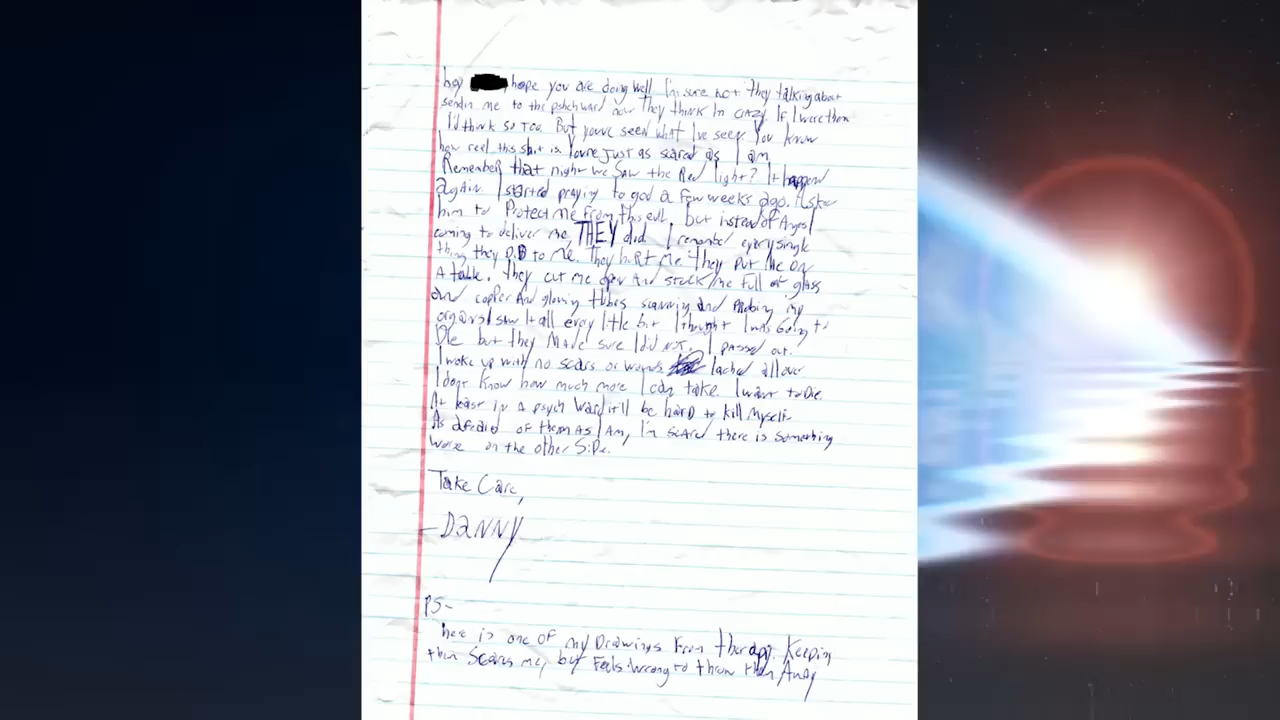 hey hope you are doing well I'm sure not They talking about
sendin me to the pshch ward now They think Im crazy If I were them
I'd think so Too. But youve seen what I've seen. You know
how reel this shit is You're just as scared as I am
Remember that night we Saw the Red light? It happend
again. I started praying to god a few weeks ago. I
him to Protect me From this evil, but instead of Angesl
coming to deliver me, THEY did I remember every single
thing they DID to Me. They hURT Me. They put me on
A table. They cut me open And stuck me full of glass
and copper And glowing tubes scanning and Probing my
organs I saw it all every little bit I thought I was Going to
Die but they Made sure I did NOT. I passed out.
I woke up with no scars or wounds I ached all over
I dont know how much more I can take. I want to Die.
At least in A psych Ward it'll be harD to kill Myself
As afraid of them As I Am, I'm scared there is something
worse on the other SiDe.
Take Care,
-DaNNY
PS-
here is one OF my Drawings From therapy. Keeping
them Scares me, but Feels wrong to throw them Away